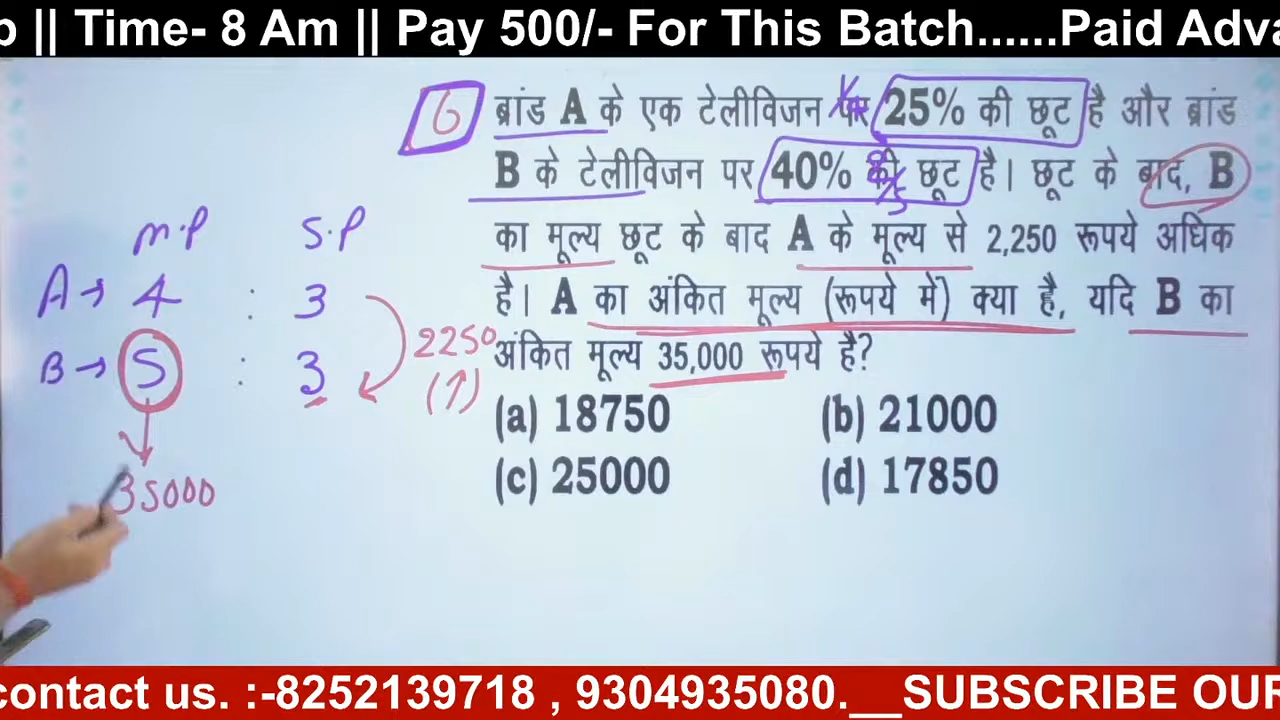 p || Time- 8 Am || Pay 500/- For This Batch......Paid Adva
6 ब्रांड A के एक टेलीविजन पर 25% की छूट है और ब्रांड
B के टेलीविजन पर 40% की छूट है। छूट के बाद, B
का मूल्य छूट के बाद A के मूल्य से 2,250 रूपये अधिक
है। A का अंकित मूल्य (रूपये में) क्या है, यदि B का
अंकित मूल्य 35,000 रूपये है?
(a) 18750 (b) 21000
(c) 25000 (d) 17850
M.P S.P
A → 4 : 3
B → 5 : 3
2250
(↑)
35000
contact us. :-8252139718 , 9304935080.__SUBSCRIBE OUR